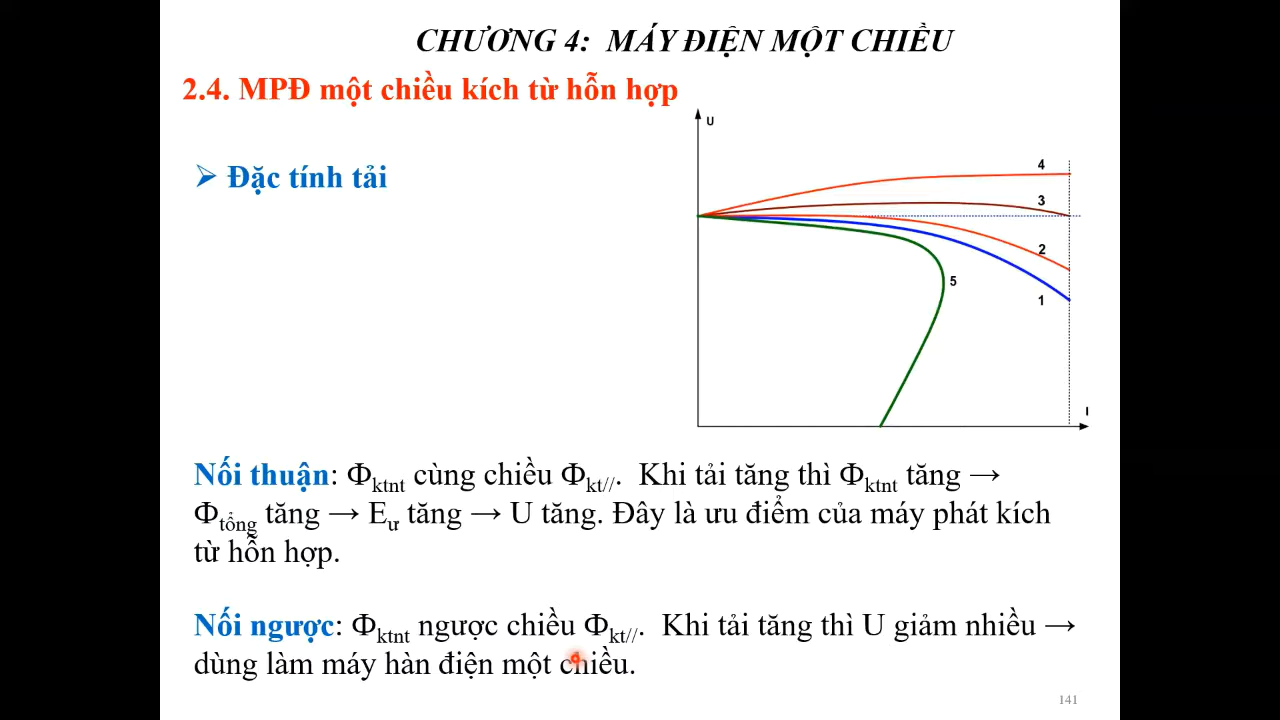 CHƯƠNG 4: MÁY ĐIỆN MỘT CHIỀU
2.4. MPĐ một chiều kích từ hỗn hợp
➢ Đặc tính tải
U
4
3
2
5
1
I
Nối thuận: Φktnt cùng chiều Φkt//. Khi tải tăng thì Φktnt tăng →
Φtổng tăng → Eư tăng → U tăng. Đây là ưu điểm của máy phát kích
từ hỗn hợp.
Nối ngược: Φktnt ngược chiều Φkt//. Khi tải tăng thì U giảm nhiều →
dùng làm máy hàn điện một chiều.
141